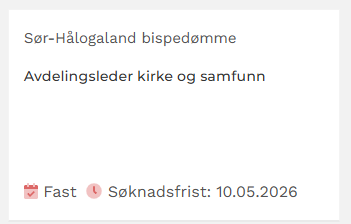 Sør-Hålogaland bispedømme
Avdelingsleder kirke og samfunn
Fast Søknadsfrist: 10.05.2026